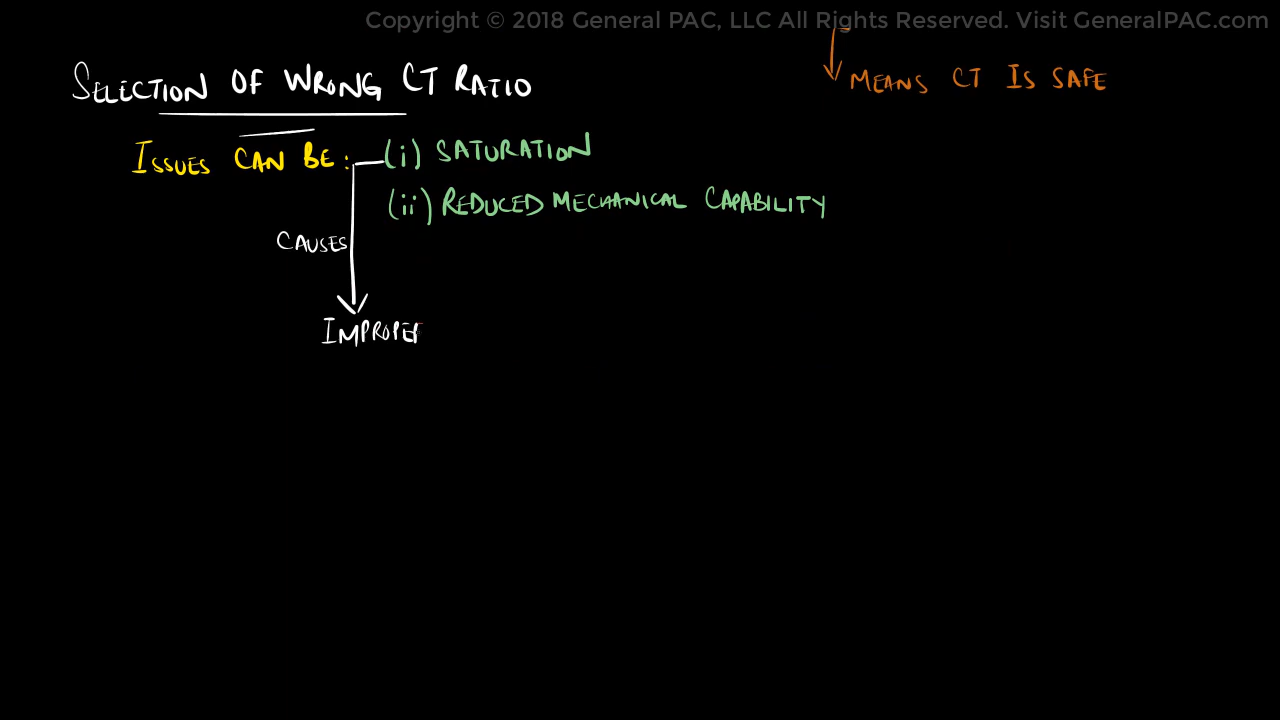 Copyright © 2018 General PAC, LLC All Rights Reserved. Visit GeneralPAC.com
MEANS CT IS SAFE
SELECTION OF WRONG CT RATIO
ISSUES CAN BE: (i) SATURATION
(ii) REDUCED MECHANICAL CAPABILITY
CAUSES
IMPROPER